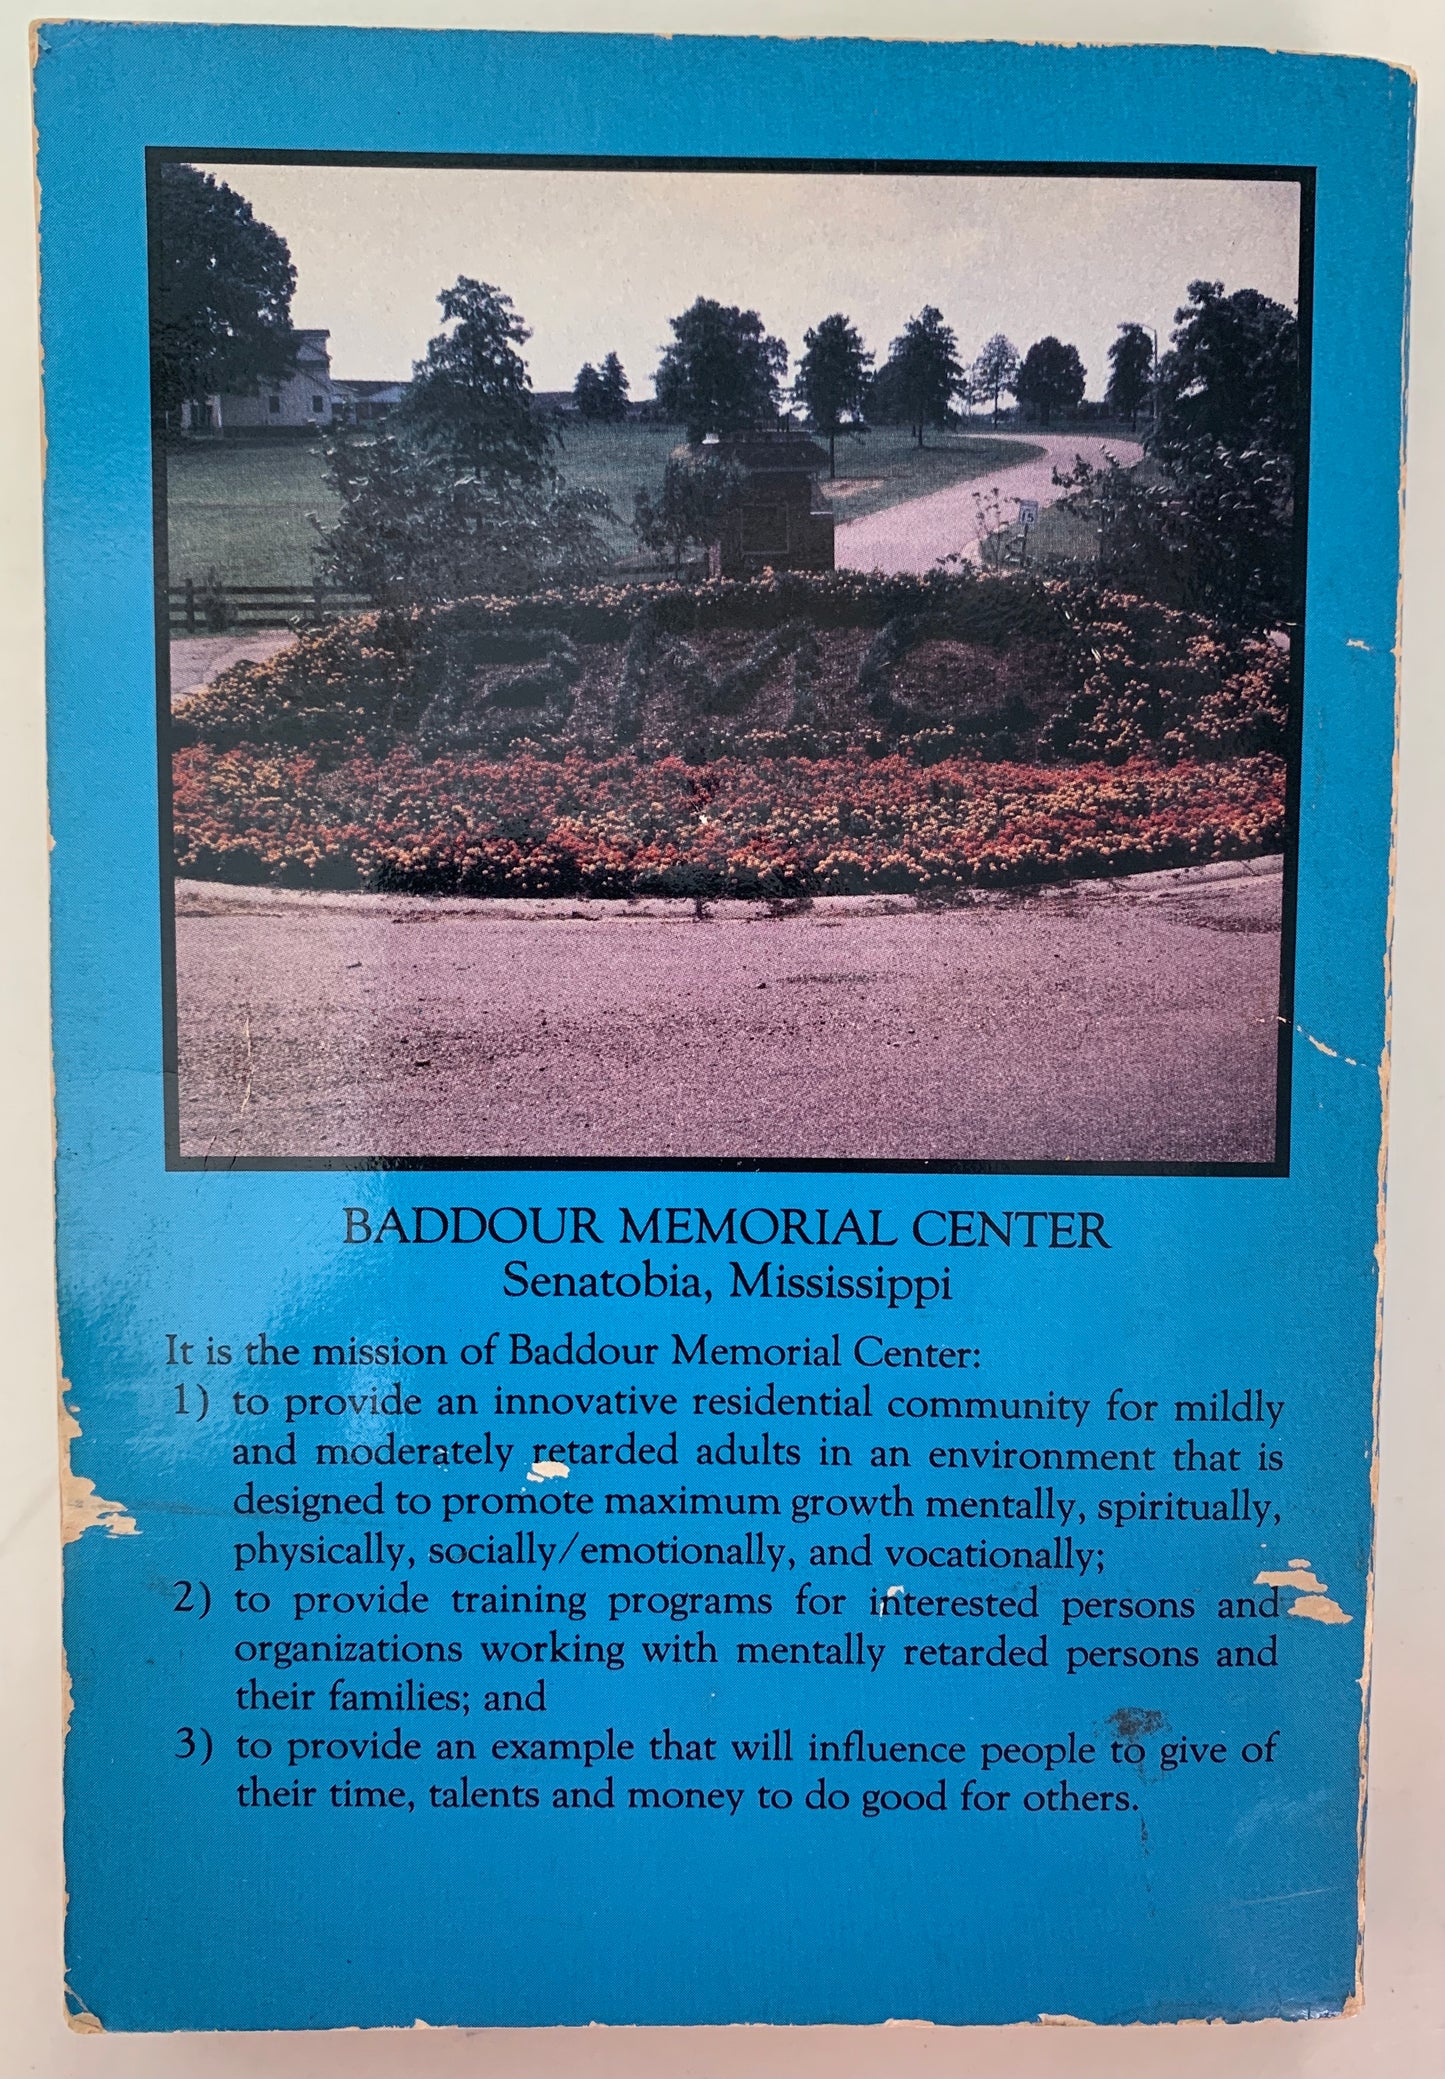 15
BMC
BADDOUR MEMORIAL CENTER
Senatobia, Mississippi
It is the mission of Baddour Memorial Center:
1) to provide an innovative residential community for mildly
and moderately retarded adults in an environment that is
designed to promote maximum growth mentally, spiritually,
physically, socially/emotionally, and vocationally;
2) to provide training programs for interested persons and
organizations working with mentally retarded persons and
their families; and
3) to provide an example that will influence people to give of
their time, talents and money to do good for others.